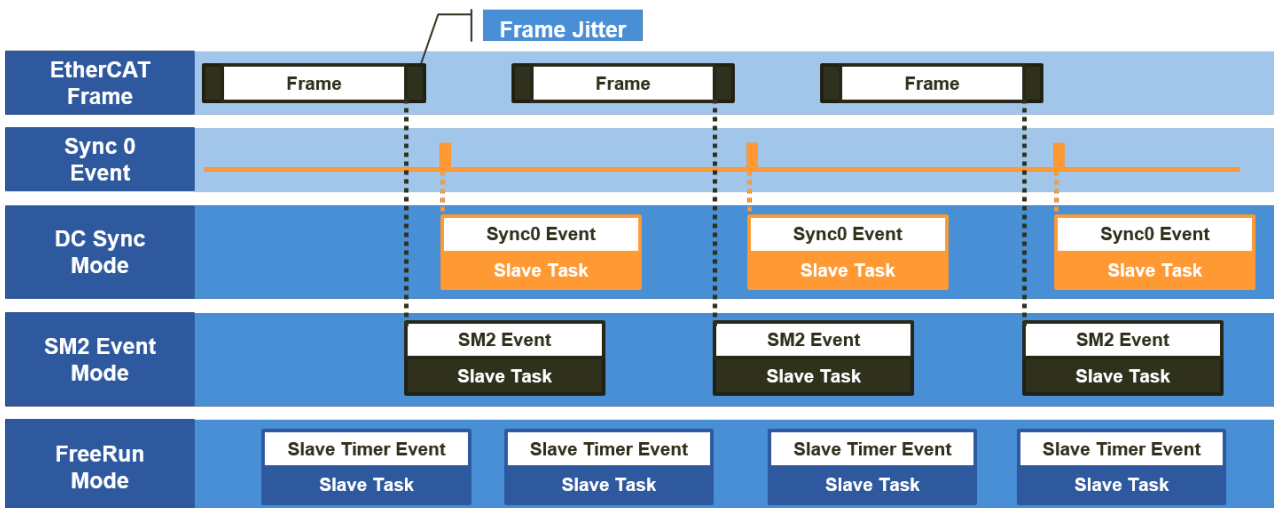 Frame Jitter
EtherCAT
Frame
Frame
Frame
Frame
Sync 0
Event
DC Sync
Mode
Sync0 Event
Slave Task
Sync0 Event
Slave Task
Sync0 Event
Slave Task
SM2 Event
Mode
SM2 Event
Slave Task
SM2 Event
Slave Task
SM2 Event
Slave Task
FreeRun
Mode
Slave Timer Event
Slave Task
Slave Timer Event
Slave Task
Slave Timer Event
Slave Task
Slave Timer Event
Slave Task